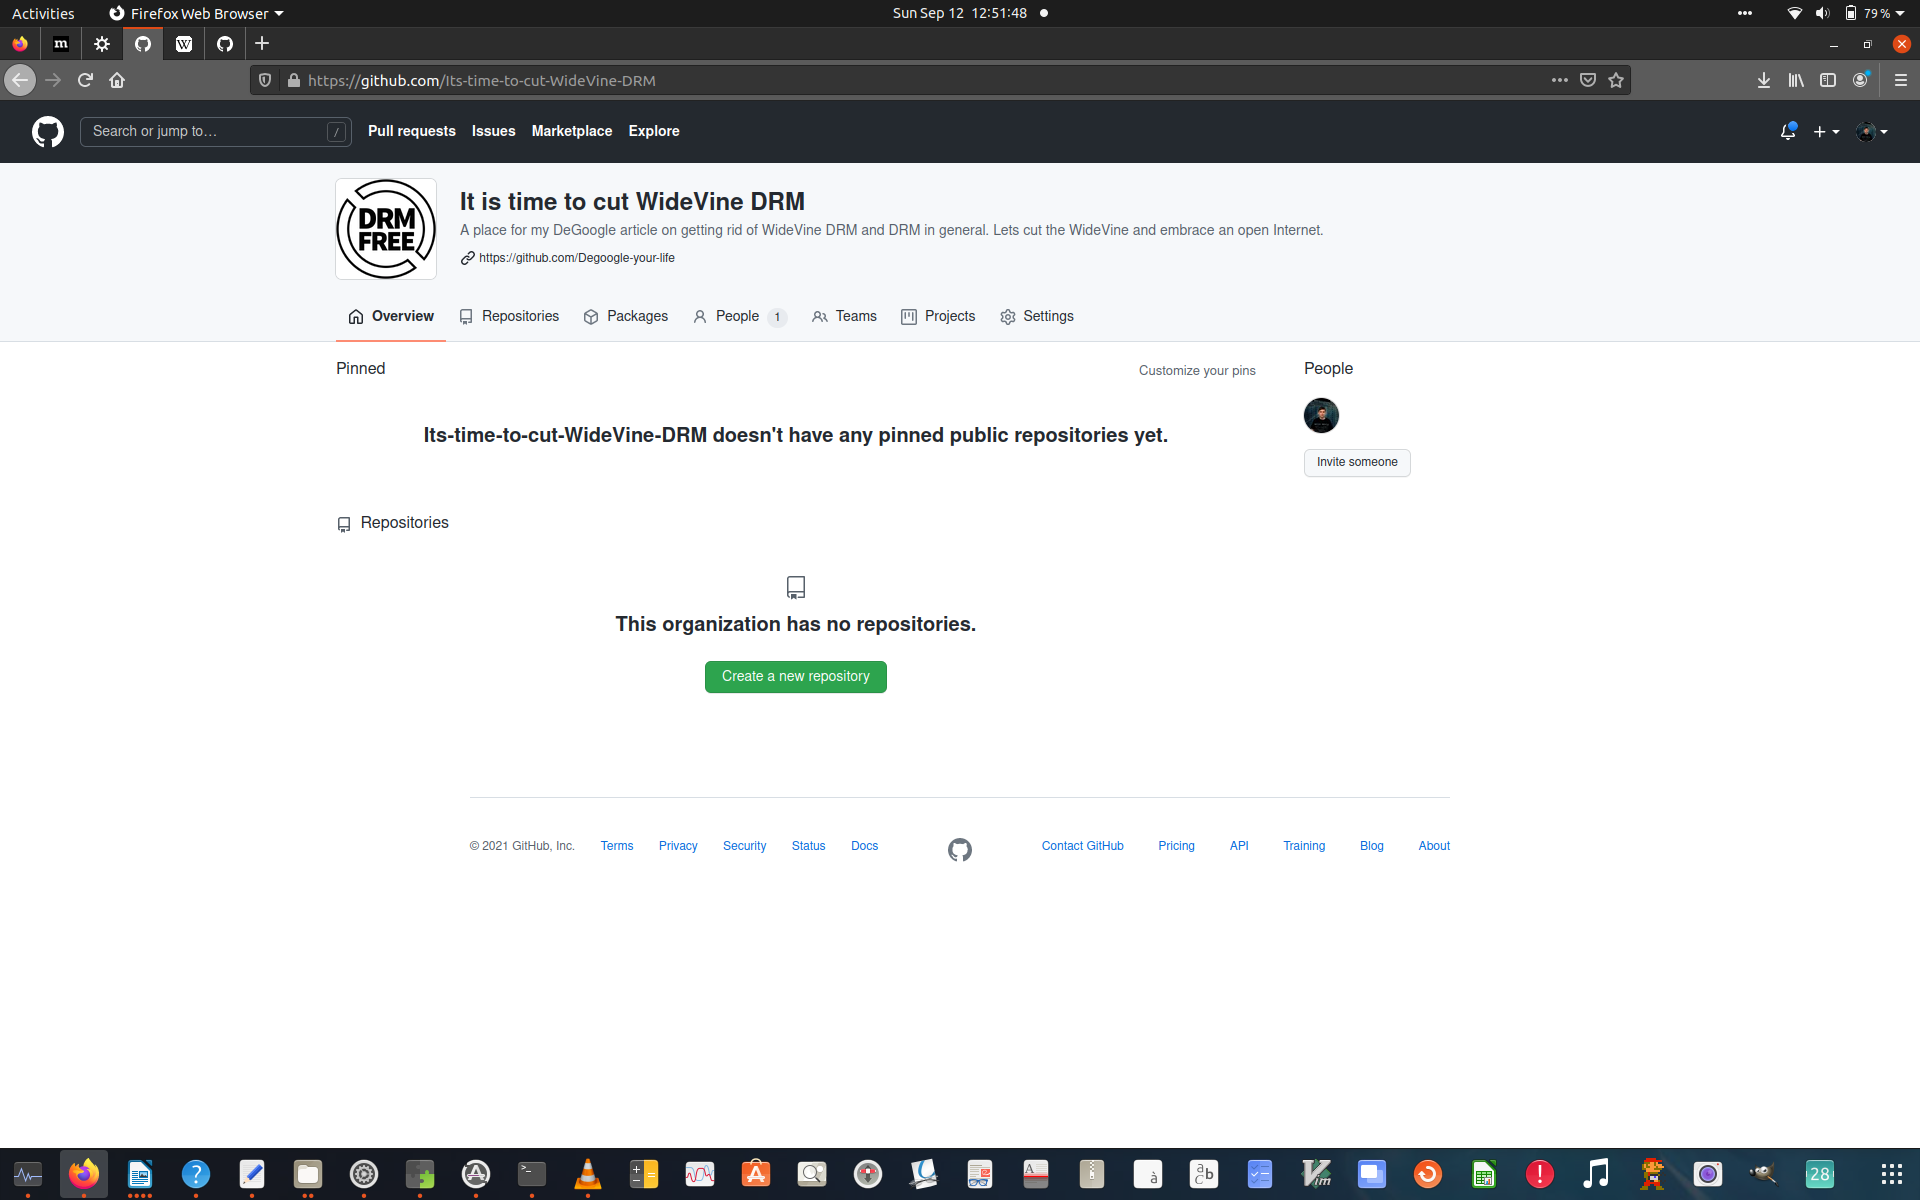 Activities
Firefox Web Browser
Sun Sep 12 12:51:48
79 %
m
W
https://github.com/Its-time-to-cut-WideVine-DRM
Search or jump to…
/
Pull requests
Issues
Marketplace
Explore
DRM
FREE
It is time to cut WideVine DRM
A place for my DeGoogle article on getting rid of WideVine DRM and DRM in general. Lets cut the WideVine and embrace an open Internet.
https://github.com/Degoogle-your-life
Overview
Repositories
Packages
People 1
Teams
Projects
Settings
Pinned
Customize your pins
People
Its-time-to-cut-WideVine-DRM doesn't have any pinned public repositories yet.
Invite someone
Repositories
This organization has no repositories.
Create a new repository
© 2021 GitHub, Inc.
Terms
Privacy
Security
Status
Docs
Contact GitHub
Pricing
API
Training
Blog
About
?
>_
A
à
a b c
Vim
!
28